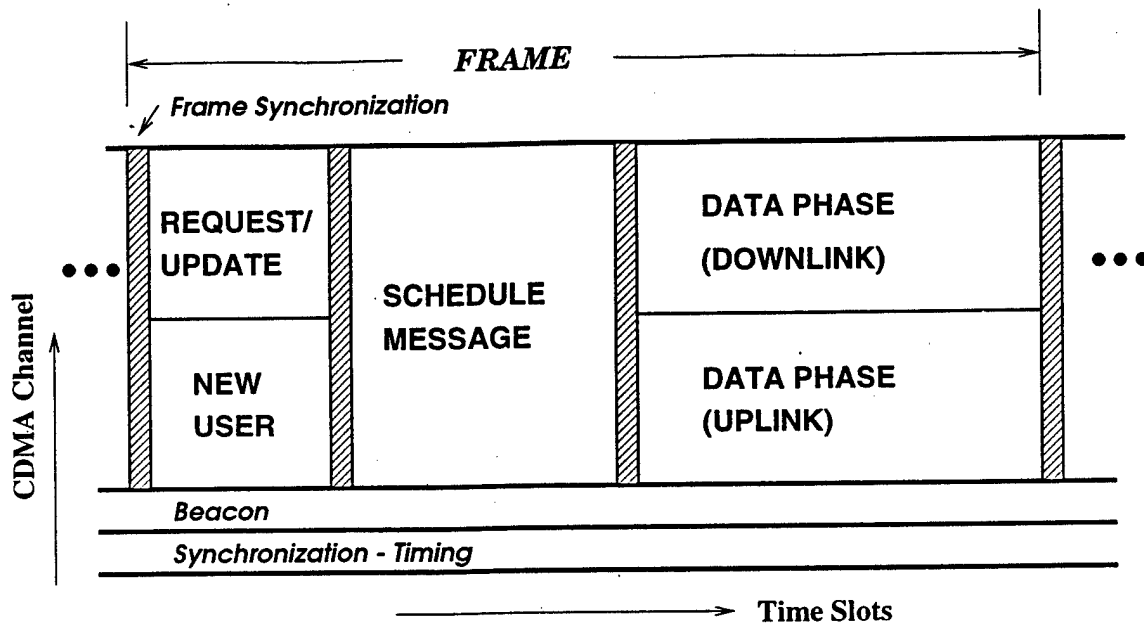 FRAME
Frame Synchronization
REQUEST/
UPDATE
NEW
USER
SCHEDULE
MESSAGE
DATA PHASE
(DOWNLINK)
DATA PHASE
(UPLINK)
CDMA Channel
Beacon
Synchronization - Timing
Time Slots